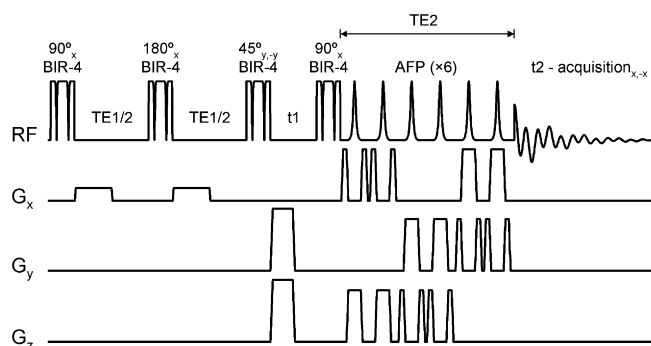 TE2
90°x 180°x 45°y,-y 90°x
BIR-4 BIR-4 BIR-4 BIR-4 AFP (×6) t2 - acquisitionx,-x
TE1/2 TE1/2 t1
RF
Gx
Gy
Gz